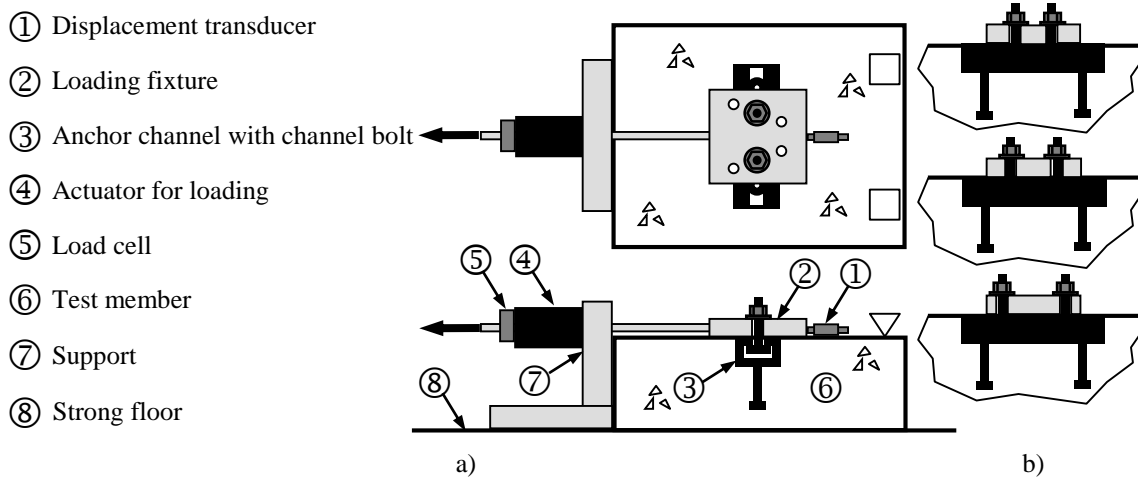 ① Displacement transducer
② Loading fixture
③ Anchor channel with channel bolt
④ Actuator for loading
⑤ Load cell
⑥ Test member
⑦ Support
⑧ Strong floor
⑤ ④ ② ①
⑧ ⑦ ③ ⑥
a) b)